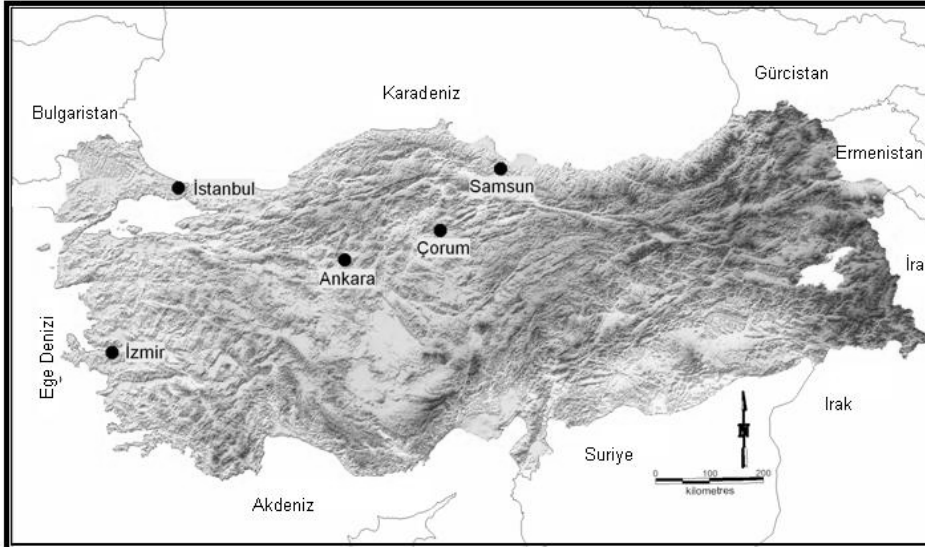 Gürcistan
Karadeniz
Bulgaristan
Ermenistan
İstanbul
Samsun
Çorum
Ankara
İra
Ege Denizi
İzmir
Irak
Suriye
0 100 200
kilometres
Akdeniz